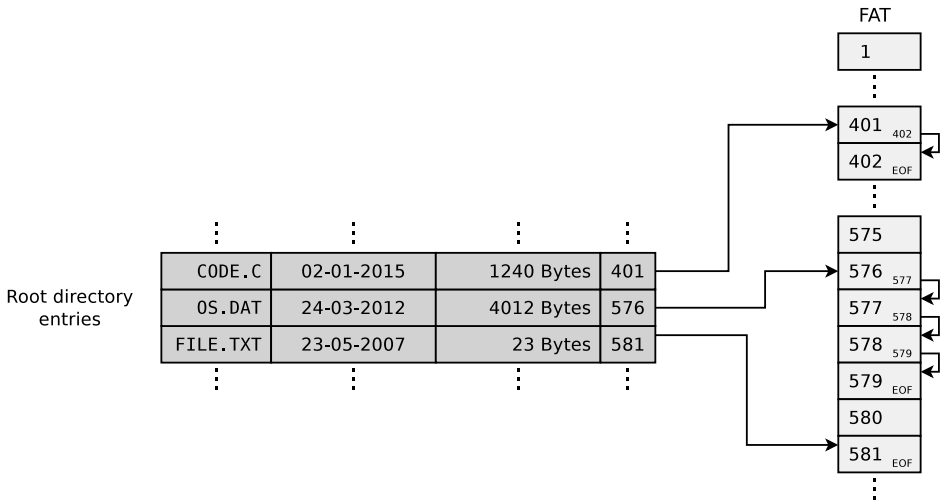 FAT
1
401 402
402 EOF
575
CODE.C 02-01-2015 1240 Bytes 401
576 577
Root directory
entries
OS.DAT 24-03-2012 4012 Bytes 576
577 578
FILE.TXT 23-05-2007 23 Bytes 581
578 579
579 EOF
580
581 EOF